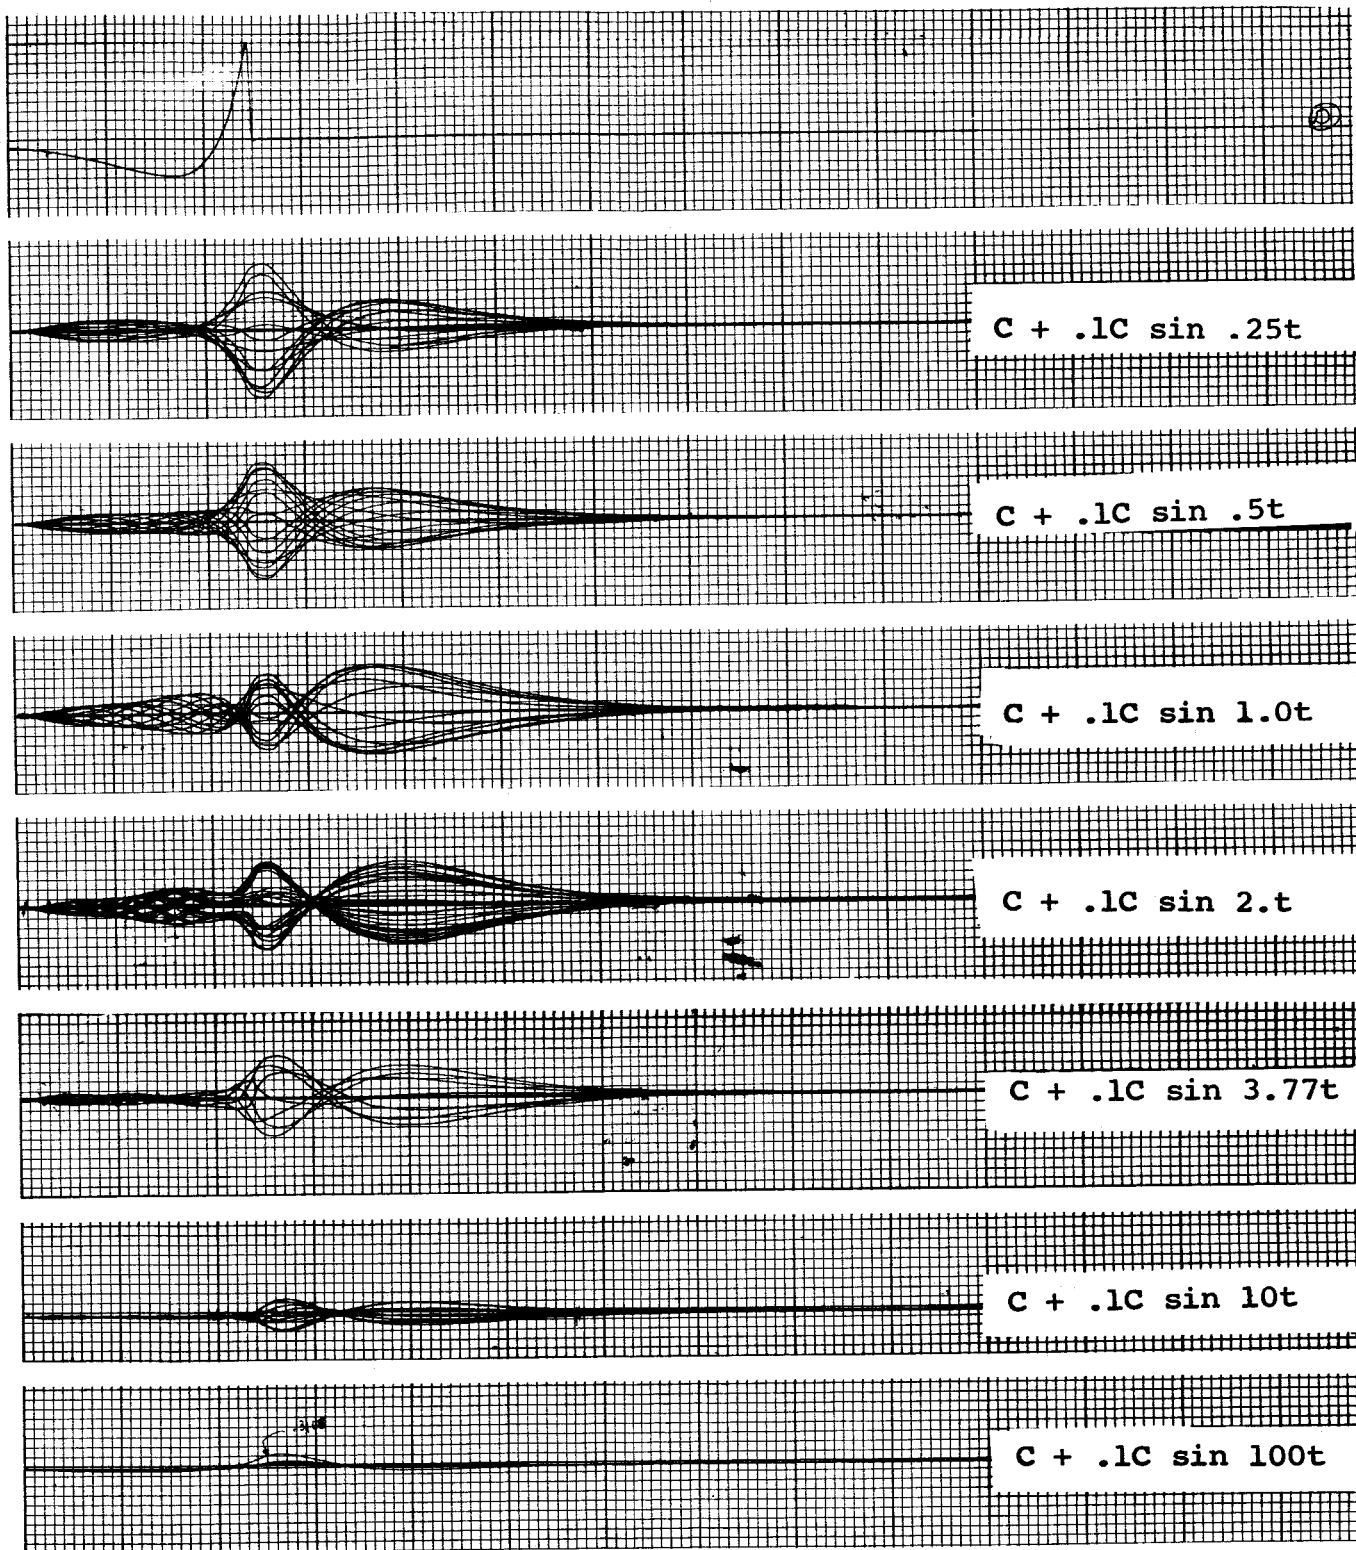 C + .1C sin .25t
C + .1C sin .5t
C + .1C sin 1.0t
C + .1C sin 2.t
C + .1C sin 3.77t
C + .1C sin 10t
C + .1C sin 100t